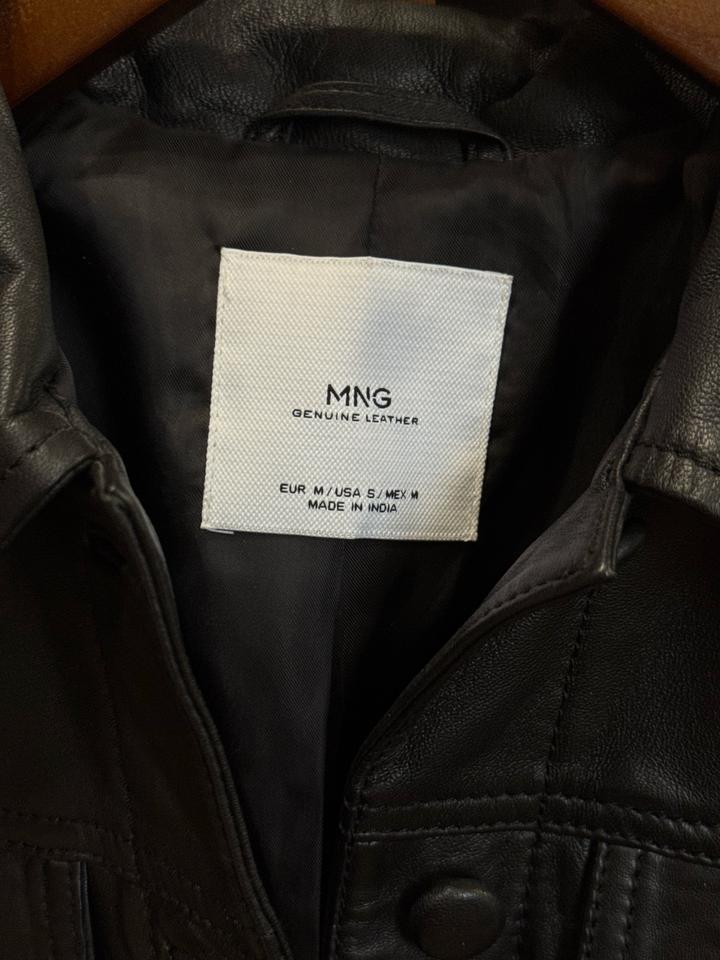 MNG
GENUINE LEATHER
EUR M / USA S / MEX M
MADE IN INDIA